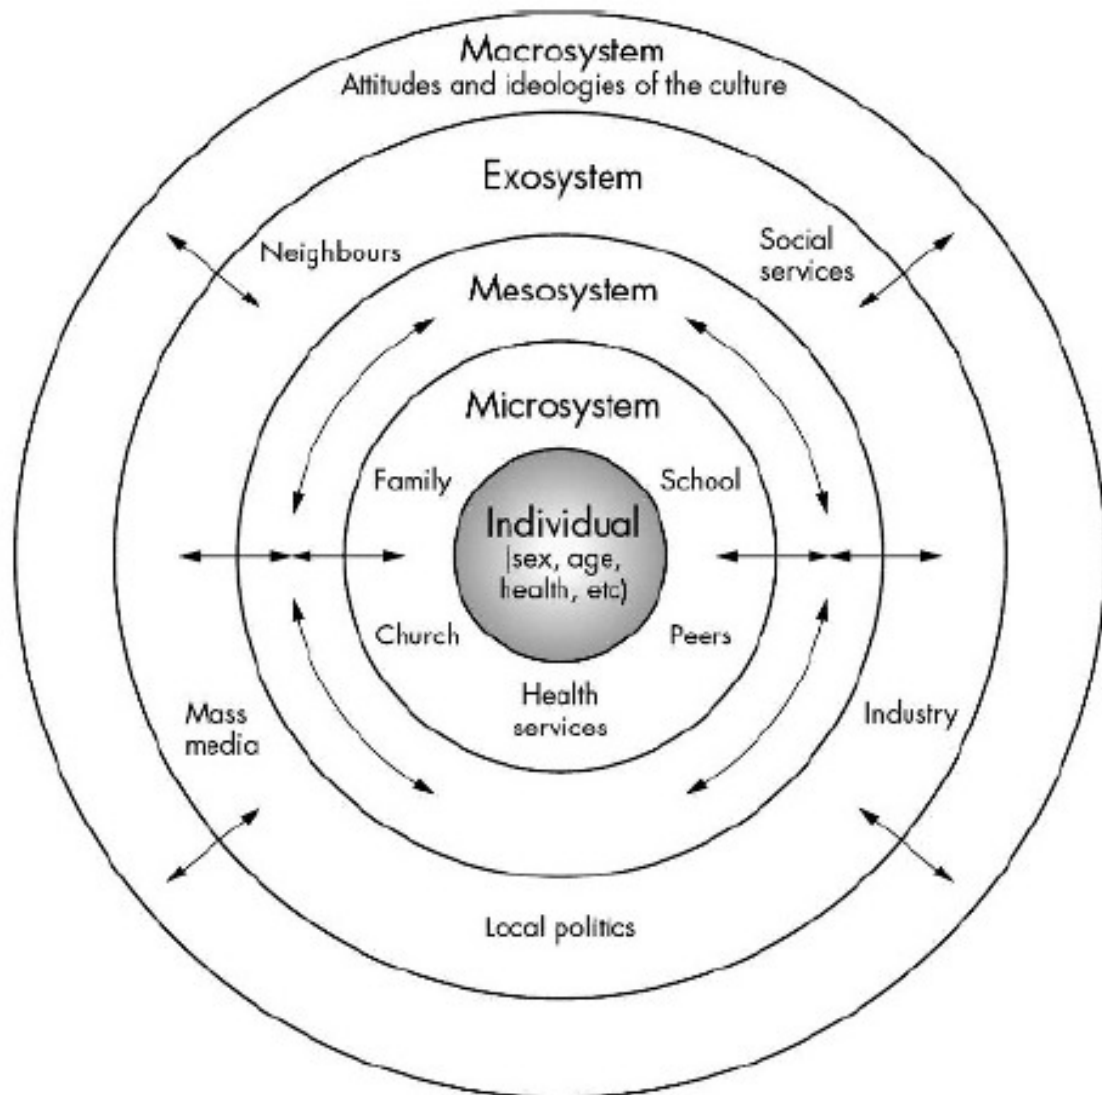 Macrosystem
Attitudes and ideologies of the culture
Exosystem
Neighbours
Social
services
Mesosystem
Microsystem
Family
School
Individual
(sex, age,
health, etc)
Church
Peers
Health
services
Mass
media
Industry
Local politics